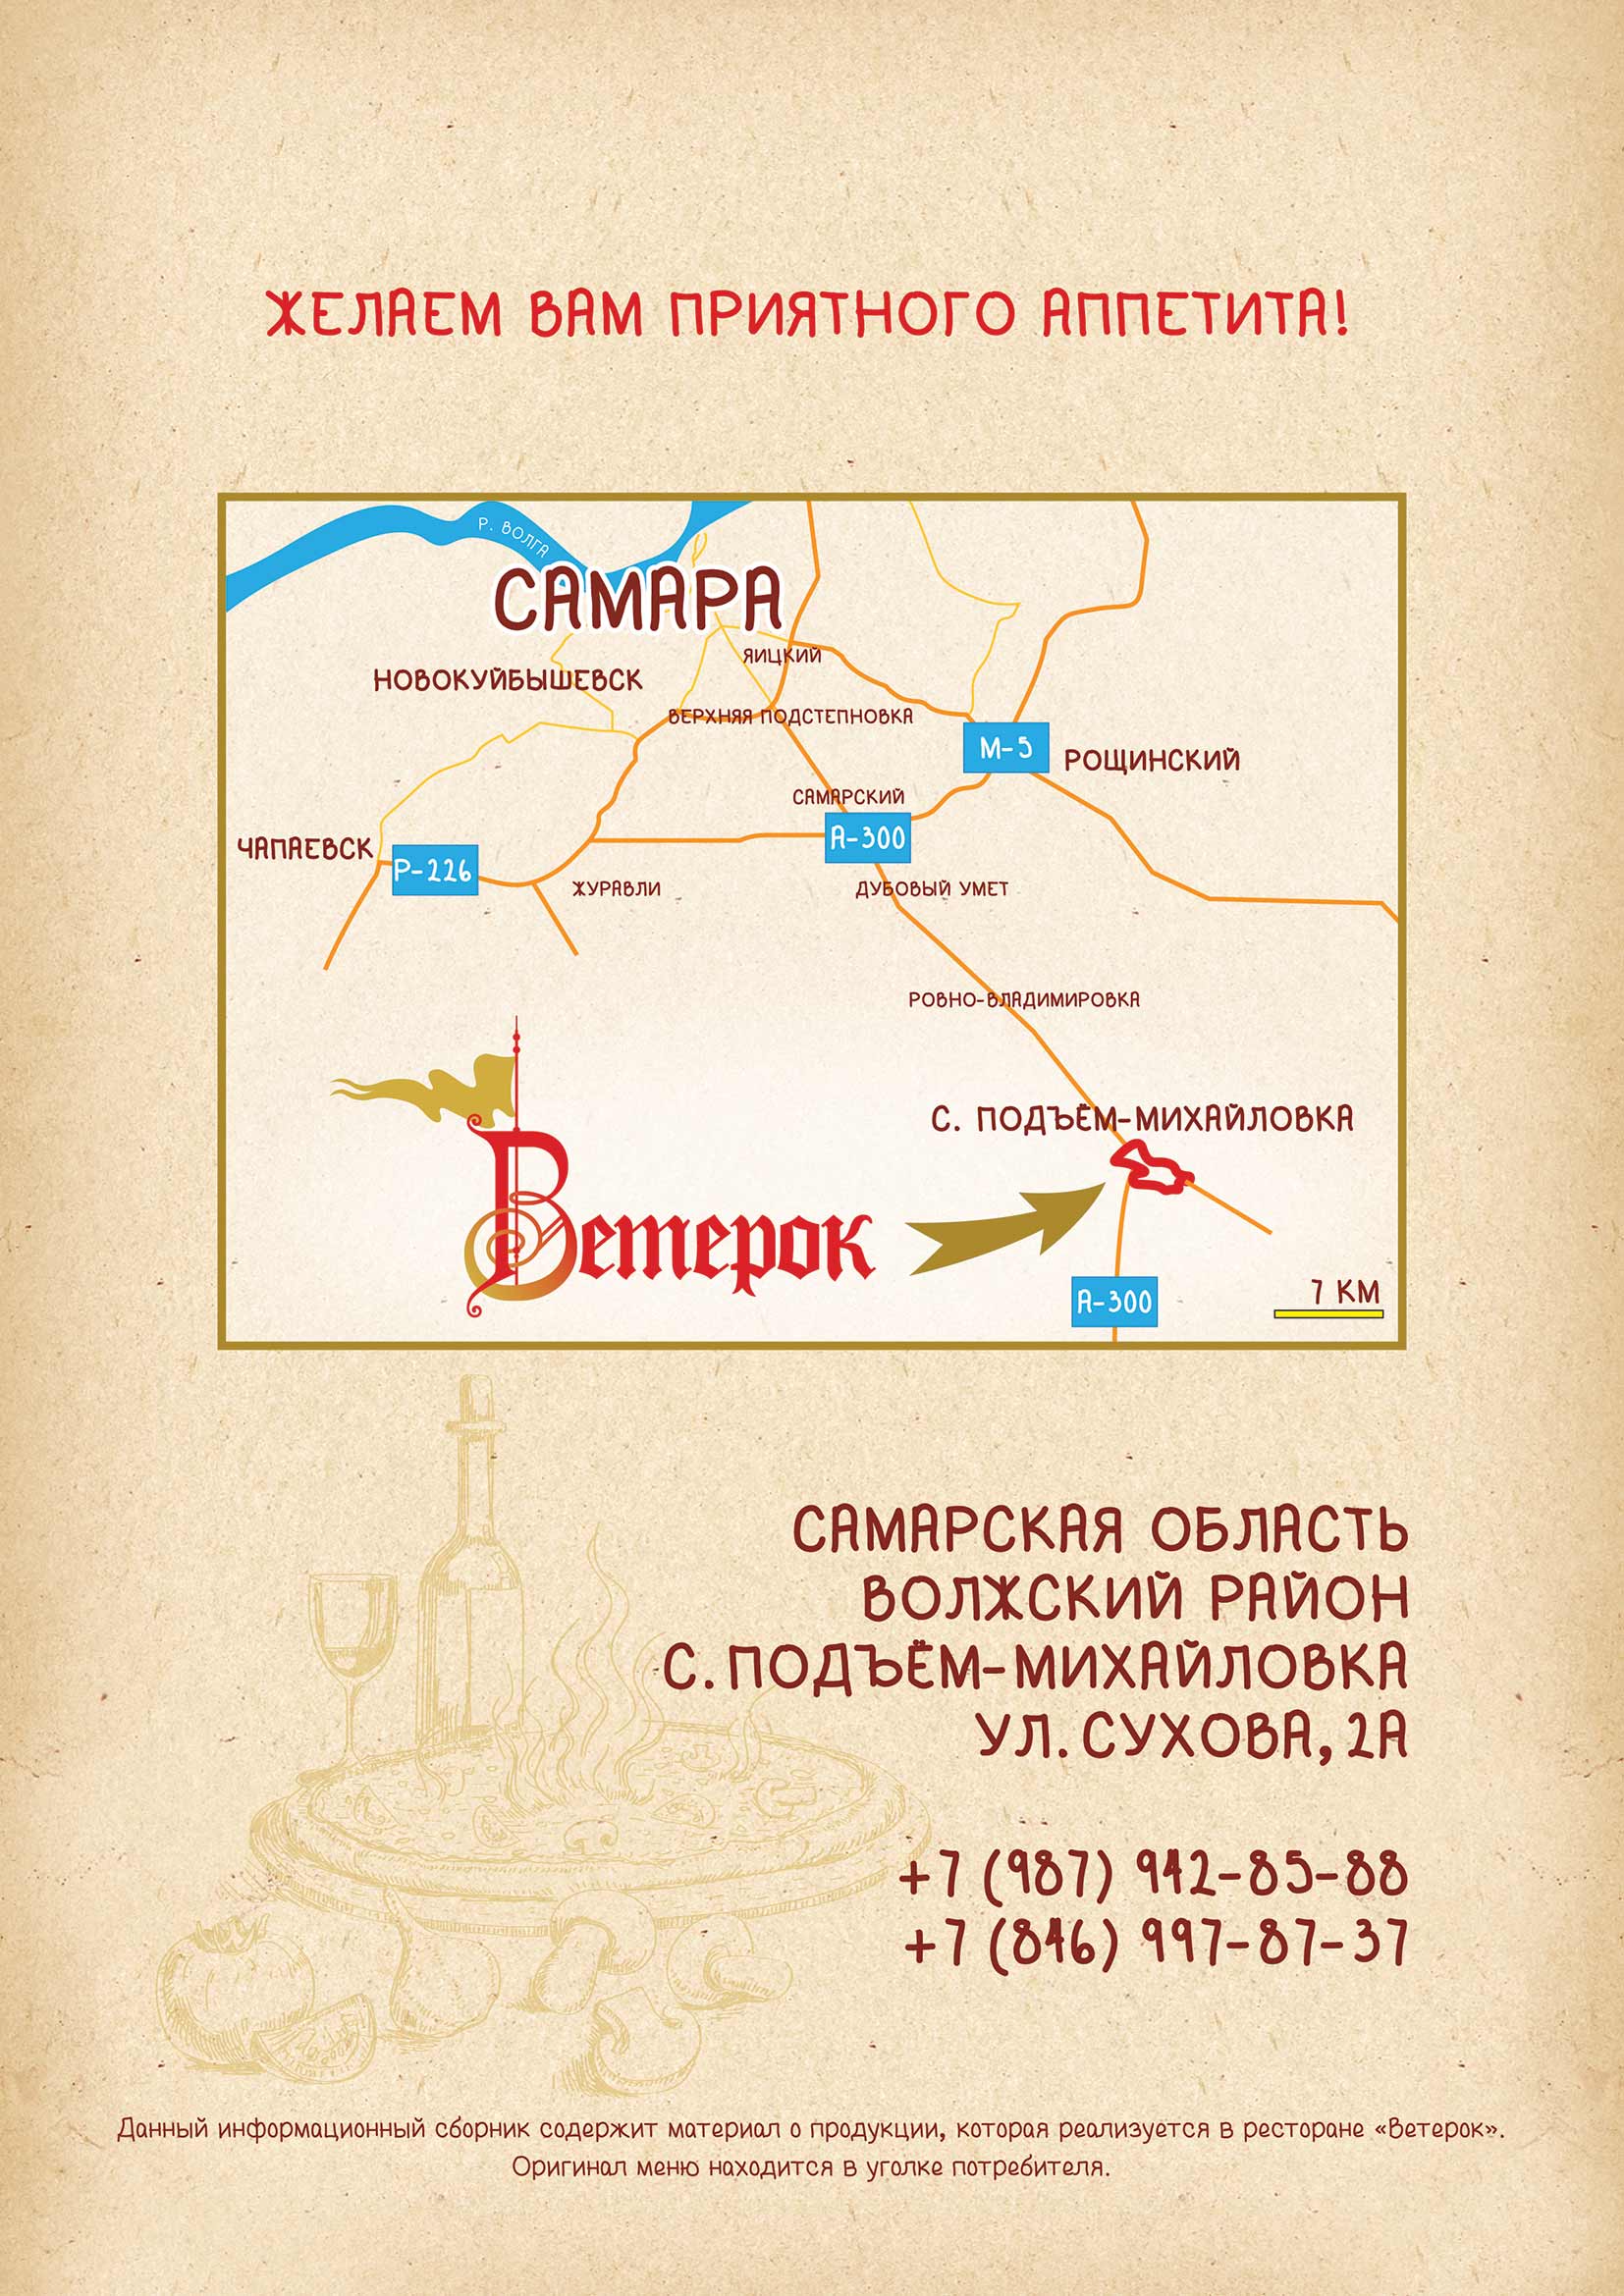 ЖЕЛАЕМ ВАМ ПРИЯТНОГО АППЕТИТА!
Р. ВОЛГА
САМАРА
ЯИЦКИЙ
НОВОКУЙБЫШЕВСК
ВЕРХНЯЯ ПОДСТЕПНОВКА
М-5
РОЩИНСКИЙ
САМАРСКИЙ
А-300
ЧАПАЕВСК
Р-226
ЖУРАВЛИ
ДУБОВЫЙ УМЕТ
РОВНО-ВЛАДИМИРОВКА
С. ПОДЪЁМ-МИХАЙЛОВКА
Ветерок
А-300
7 КМ
САМАРСКАЯ ОБЛАСТЬ
ВОЛЖСКИЙ РАЙОН
С. ПОДЪЁМ-МИХАЙЛОВКА
УЛ. СУХОВА, 2А
+7 (987) 942-85-88
+7 (846) 997-87-37
Данный информационный сборник содержит материал о продукции, которая реализуется в ресторане «Ветерок».
Оригинал меню находится в уголке потребителя.